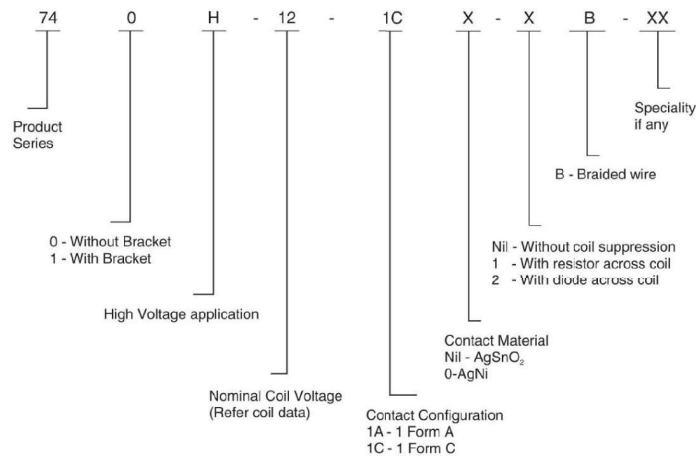 74 0 H - 12 - 1C X - X B - XX
Speciality
if any
Product
Series
B - Braided wire
0 - Without Bracket
1 - With Bracket
Nil - Without coil suppression
1 - With resistor across coil
2 - With diode across coil
High Voltage application
Contact Material
Nil - AgSnO₂
0-AgNi
Nominal Coil Voltage
(Refer coil data)
Contact Configuration
1A - 1 Form A
1C - 1 Form C